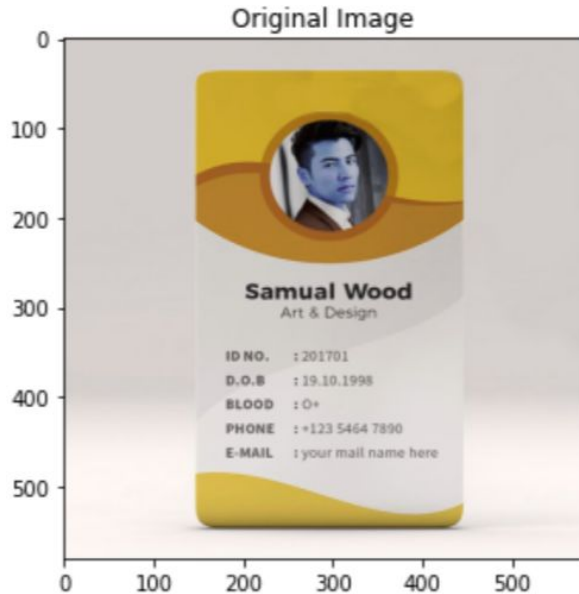 Original Image
0
100
200
300
400
500
Samual Wood
Art & Design
ID NO. : 201701
D.O.B : 19.10.1998
BLOOD : O+
PHONE : +123 5464 7890
E-MAIL : your mail name here
0 100 200 300 400 500